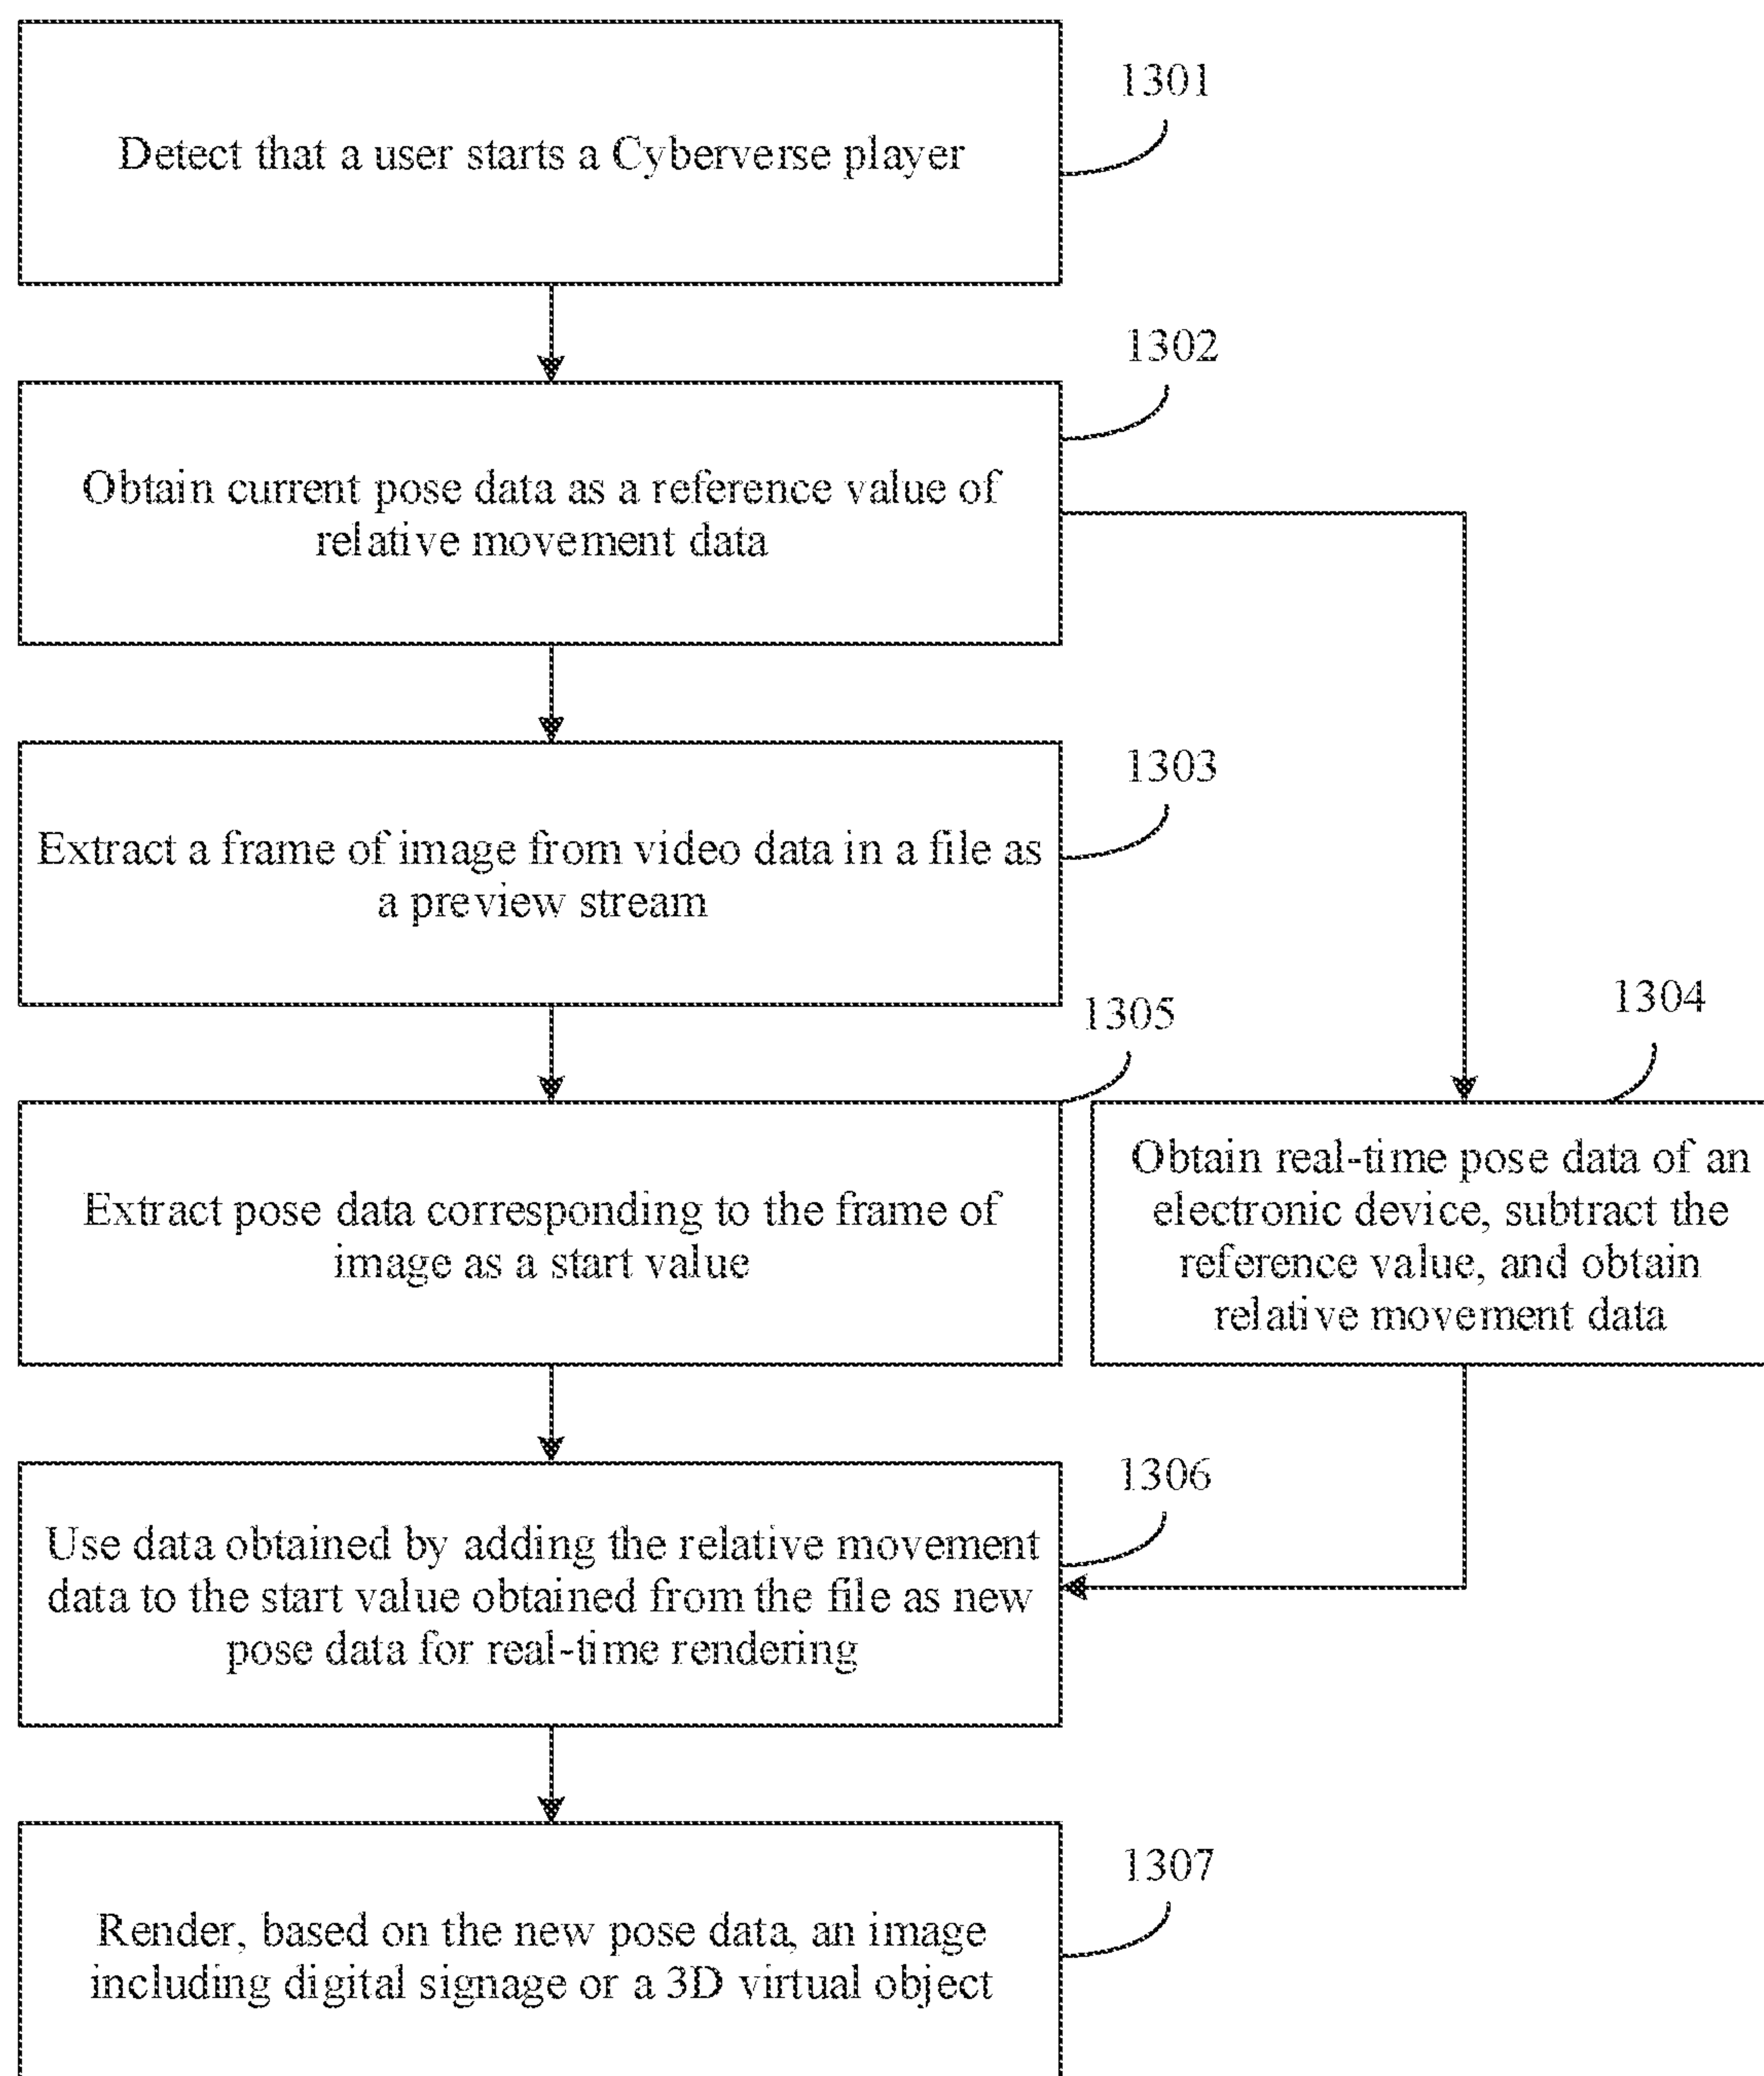 1301
Detect that a user starts a Cyberverse player
1302
Obtain current pose data as a reference value of
relative movement data
1303
Extract a frame of image from video data in a file as
a preview stream
1305
1304
Extract pose data corresponding to the frame of
image as a start value
Obtain real-time pose data of an
electronic device, subtract the
reference value, and obtain
relative movement data
1306
Use data obtained by adding the relative movement
data to the start value obtained from the file as new
pose data for real-time rendering
1307
Render, based on the new pose data, an image
including digital signage or a 3D virtual object